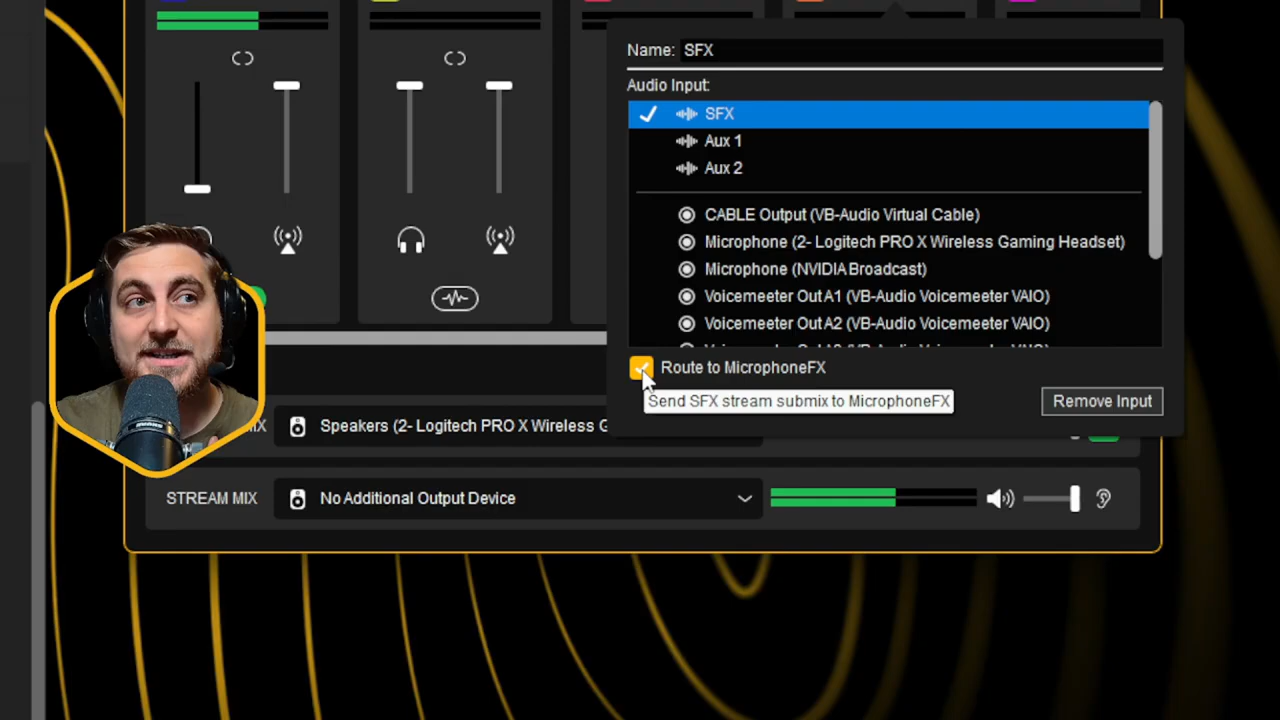 Name: SFX
Audio Input:
SFX
Aux 1
Aux 2
CABLE Output (VB-Audio Virtual Cable)
Microphone (2- Logitech PRO X Wireless Gaming Headset)
Microphone (NVIDIA Broadcast)
Voicemeeter Out A1 (VB-Audio Voicemeeter VAIO)
Voicemeeter Out A2 (VB-Audio Voicemeeter VAIO)
Route to MicrophoneFX
Send SFX stream submix to MicrophoneFX
Remove Input
Speakers (2- Logitech PRO X Wireless G
STREAM MIX No Additional Output Device